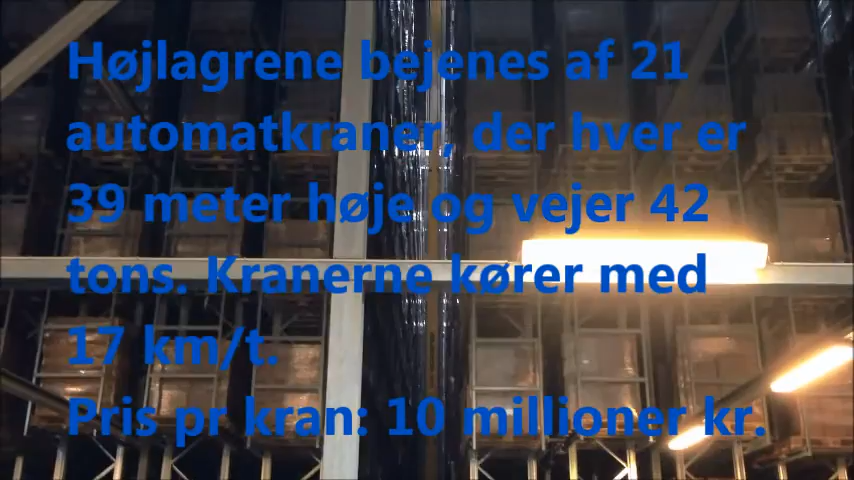 Højlagrene bejenes af 21
automatkraner, der hver er
39 meter høje og vejer 42
tons. Kranerne kører med
17 km/t.
Pris pr kran: 10 millioner kr.